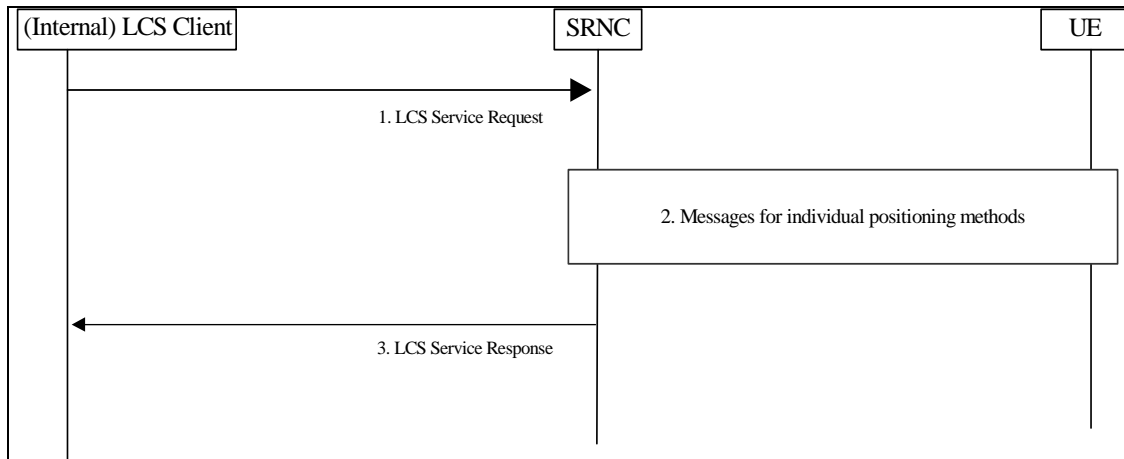 (Internal) LCS Client
SRNC
UE
1. LCS Service Request
2. Messages for individual positioning methods
3. LCS Service Response